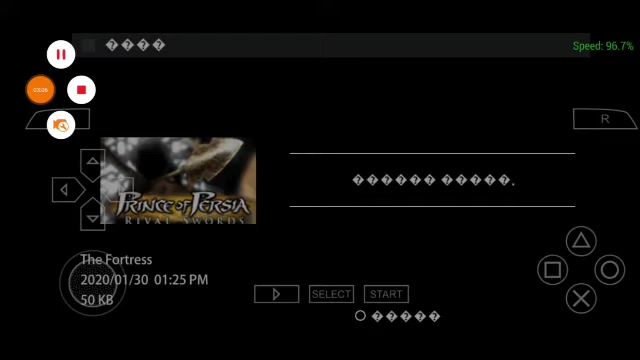 ����
Speed: 96.7%
03:06
R
������ �����.
PRINCE OF PERSIA
RIVAL SWORDS
The Fortress
2020/01/30 01:25 PM
50 KB
SELECT START
�����